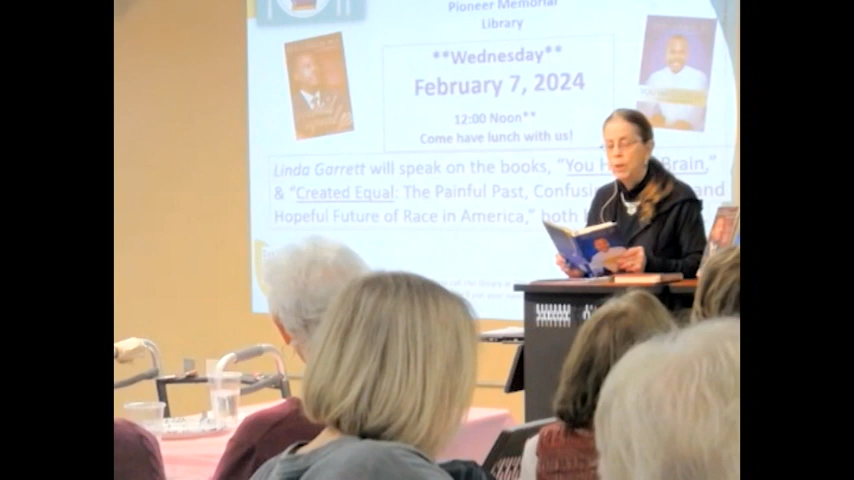 Pioneer Memorial
Library
**Wednesday**
February 7, 2024
12:00 Noon**
Come have lunch with us!
Linda Garrett will speak on the books, "You H Brain,"
& "Created Equal: The Painful Past, Confusi and
Hopeful Future of Race in America," both